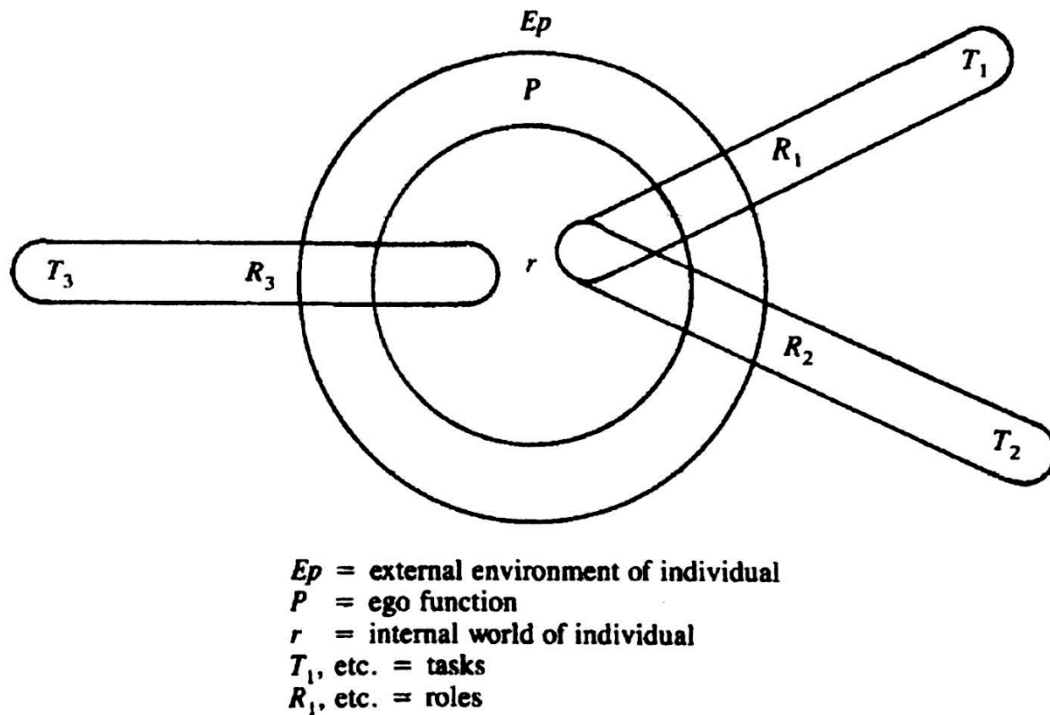 Ep
P
T₁
R₁
T₃
R₃
r
R₂
T₂
Ep = external environment of individual
P = ego function
r = internal world of individual
T₁, etc. = tasks
R₁, etc. = roles